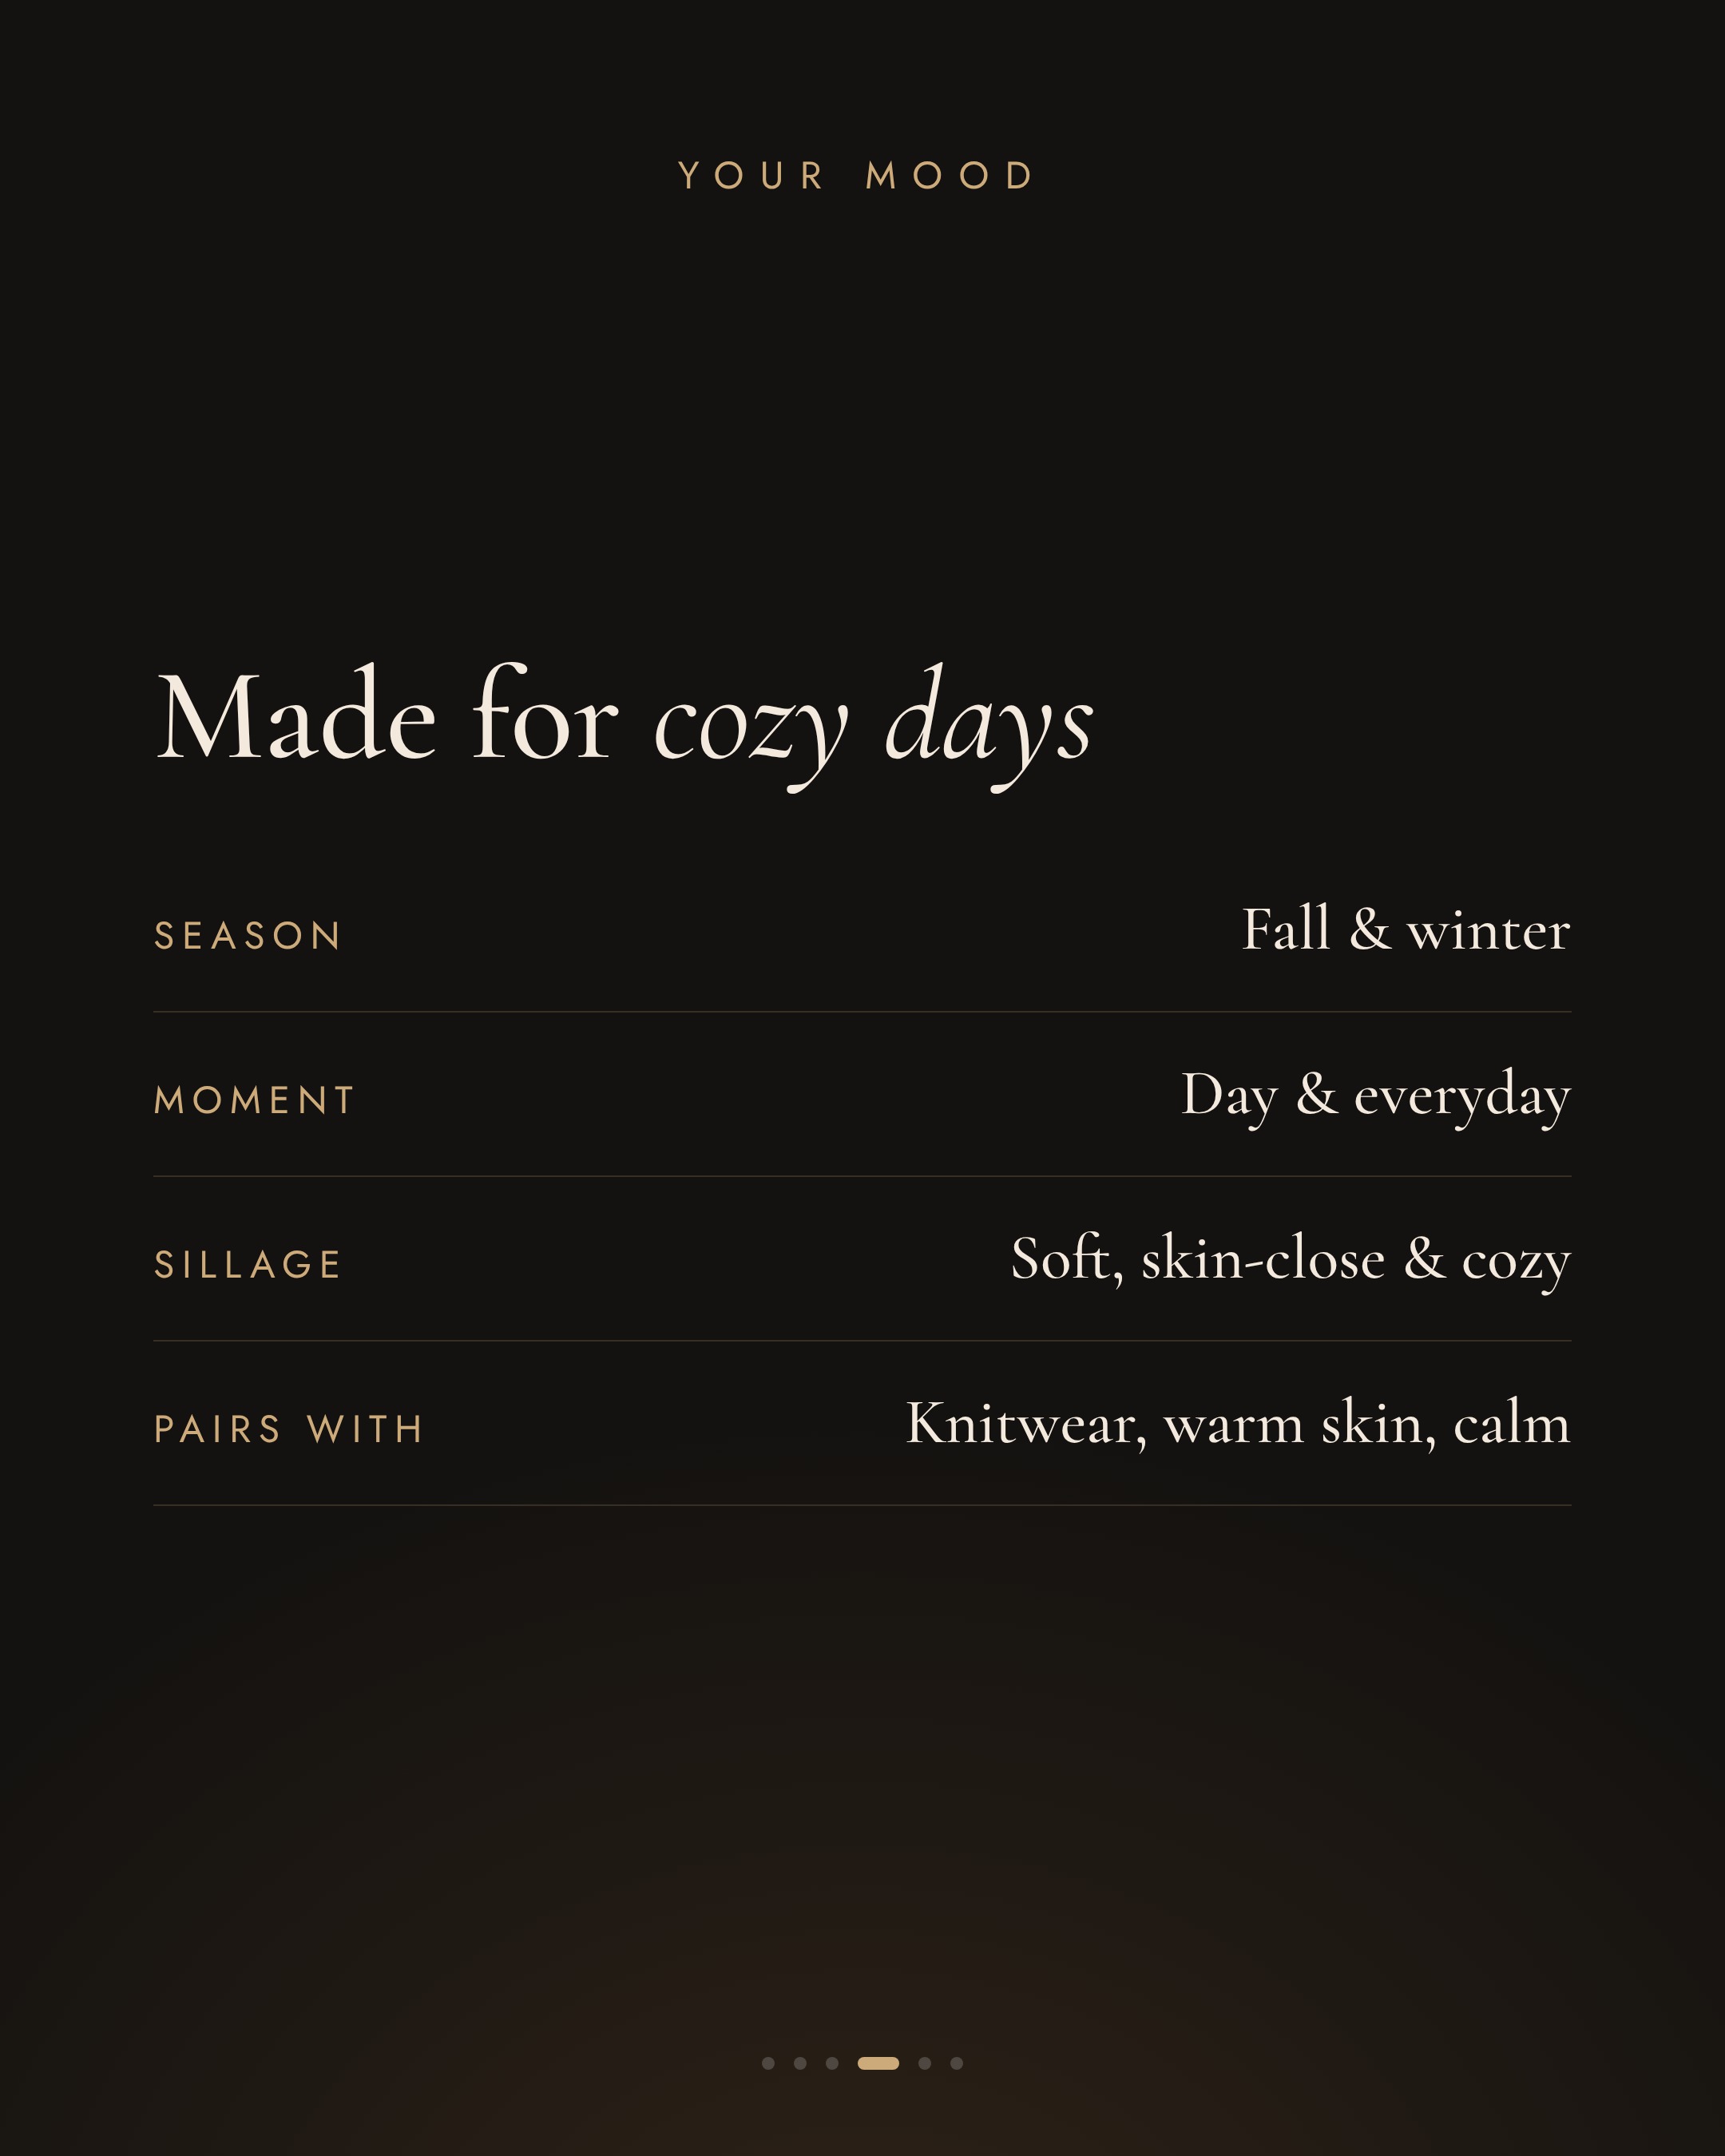 YOUR MOOD
Made for cozy days
SEASON Fall & winter
MOMENT Day & everyday
SILLAGE Soft, skin-close & cozy
PAIRS WITH Knitwear, warm skin, calm